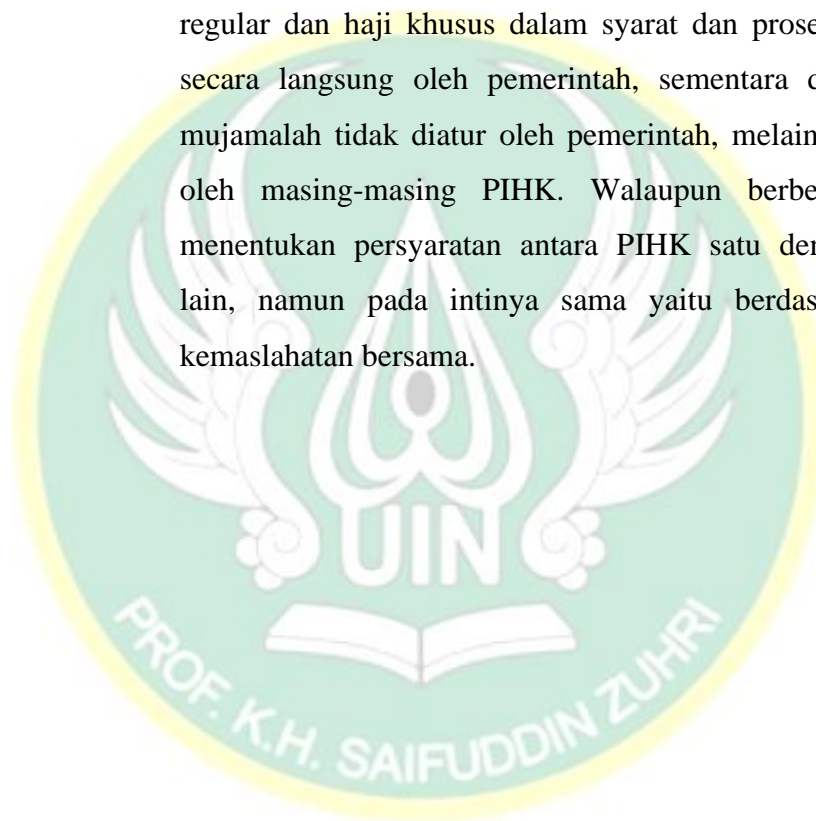 regular dan haji khusus dalam syarat dan prose
secara langsung oleh pemerintah, sementara d
mujamalah tidak diatur oleh pemerintah, melain
oleh masing-masing PIHK. Walaupun berbe
menentukan persyaratan antara PIHK satu den
lain, namun pada intinya sama yaitu berdas
kemaslahatan bersama.
UIN
PROF. K.H. SAIFUDDIN ZUHRI